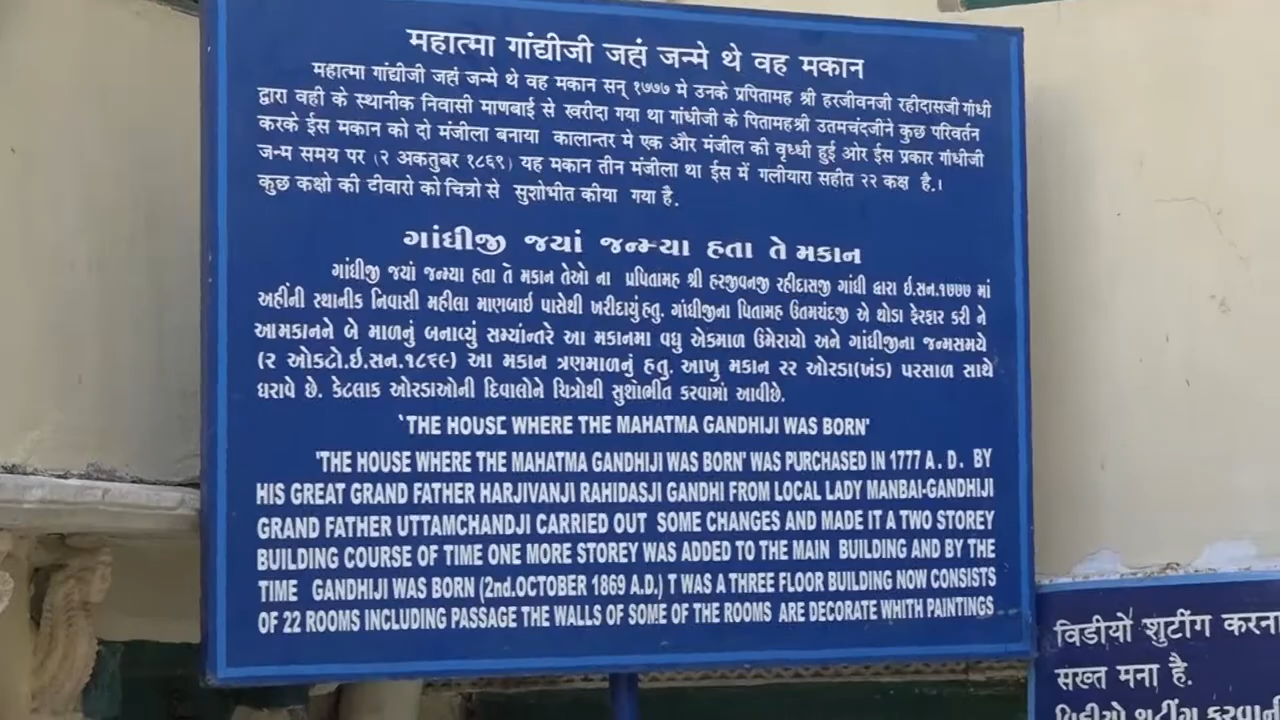 महात्मा गांद्यीजी जहां जन्मे थे वह मकान
महात्मा गांद्यीजी जहां जन्मे थे वह मकान सन् १७७७ मे उनके प्रपितामह श्री हरजीवनजी रहीदासजी गांधी
द्वारा वही के स्थानीक निवासी माणबाई से खरीदा गया था गांधीजी के पितामहश्री उतमचंदजीने कुछ परिवर्तन
करके ईस मकान को दो मंजीला बनाया कालान्तर मे एक और मंजील की वृध्धी हुई ओर ईस प्रकार गांधीजी
जन्म समय पर (२ अकतुबर १८६९) यह मकान तीन मंजीला था ईस में गलीयारा सहीत २२ कक्ष है.।
कुछ कक्षो की दीवारो को चित्रो से सुशोभीत कीया गया है.
ગાંધીજી જયાં જન્મ્યા હતા તે મકાન
ગાંધીજી જયાં જન્મ્યા હતા તે મકાન તેઓ ના પ્રપિતામહ શ્રી હરજીવનજી રહીદાસજી ગાંધી દ્વારા ઇ.સન.૧૭૭૭ માં
અહીંની સ્થાનીક નિવાસી મહીલા માણબાઇ પાસેથી ખરીદાયું હતુ. ગાંધીજીના પિતામહ ઉતમચંદજી એ થોડા ફેરફાર કરી ને
આમકાનને બે માળનું બનાવ્યું સમ્યાંન્તરે આ મકાનમા વધુ એકમાળ ઉમેરાયો અને ગાંધીજીના જન્મસમયે
(૨ ઓકટો.ઇ.સન.૧૮૬૯) આ મકાન ત્રણમાળનું હતુ. આખુ મકાન ૨૨ ઓરડા(ખંડ) પરસાળ સાથે
ધરાવે છે. કેટલાક ઓરડાઓની દિવાલોને ચિત્રોથી સુશોભીત કરવામાં આવીછે.
'THE HOUSE WHERE THE MAHATMA GANDHIJI WAS BORN'
'THE HOUSE WHERE THE MAHATMA GANDHIJI WAS BORN' WAS PURCHASED IN 1777 A. D. BY
HIS GREAT GRAND FATHER HARJIVANJI RAHIDASJI GANDHI FROM LOCAL LADY MANBAI-GANDHIJI
GRAND FATHER UTTAMCHANDJI CARRIED OUT SOME CHANGES AND MADE IT A TWO STOREY
BUILDING COURSE OF TIME ONE MORE STOREY WAS ADDED TO THE MAIN BUILDING AND BY THE
TIME GANDHIJI WAS BORN (2nd.OCTOBER 1869 A.D.) T WAS A THREE FLOOR BUILDING NOW CONSISTS
OF 22 ROOMS INCLUDING PASSAGE THE WALLS OF SOME OF THE ROOMS ARE DECORATE WHITH PAINTINGS
विडीयो शुटींग करना
सख्त मना है.